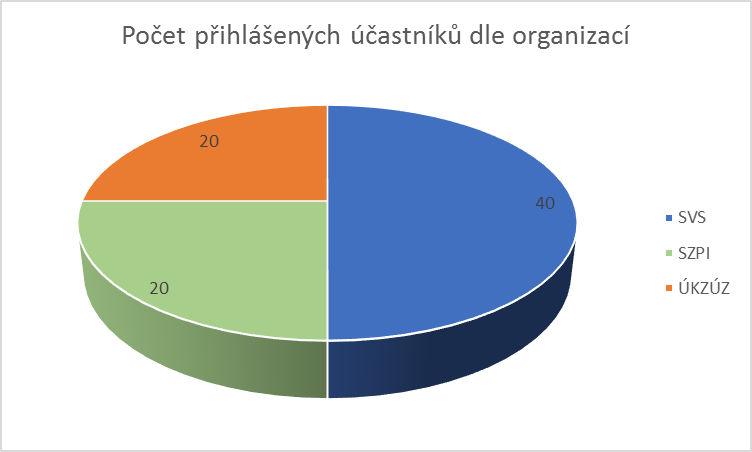 Počet přihlášených účastníků dle organizací
20
40
20
SVS
SZPI
ÚKZÚZ